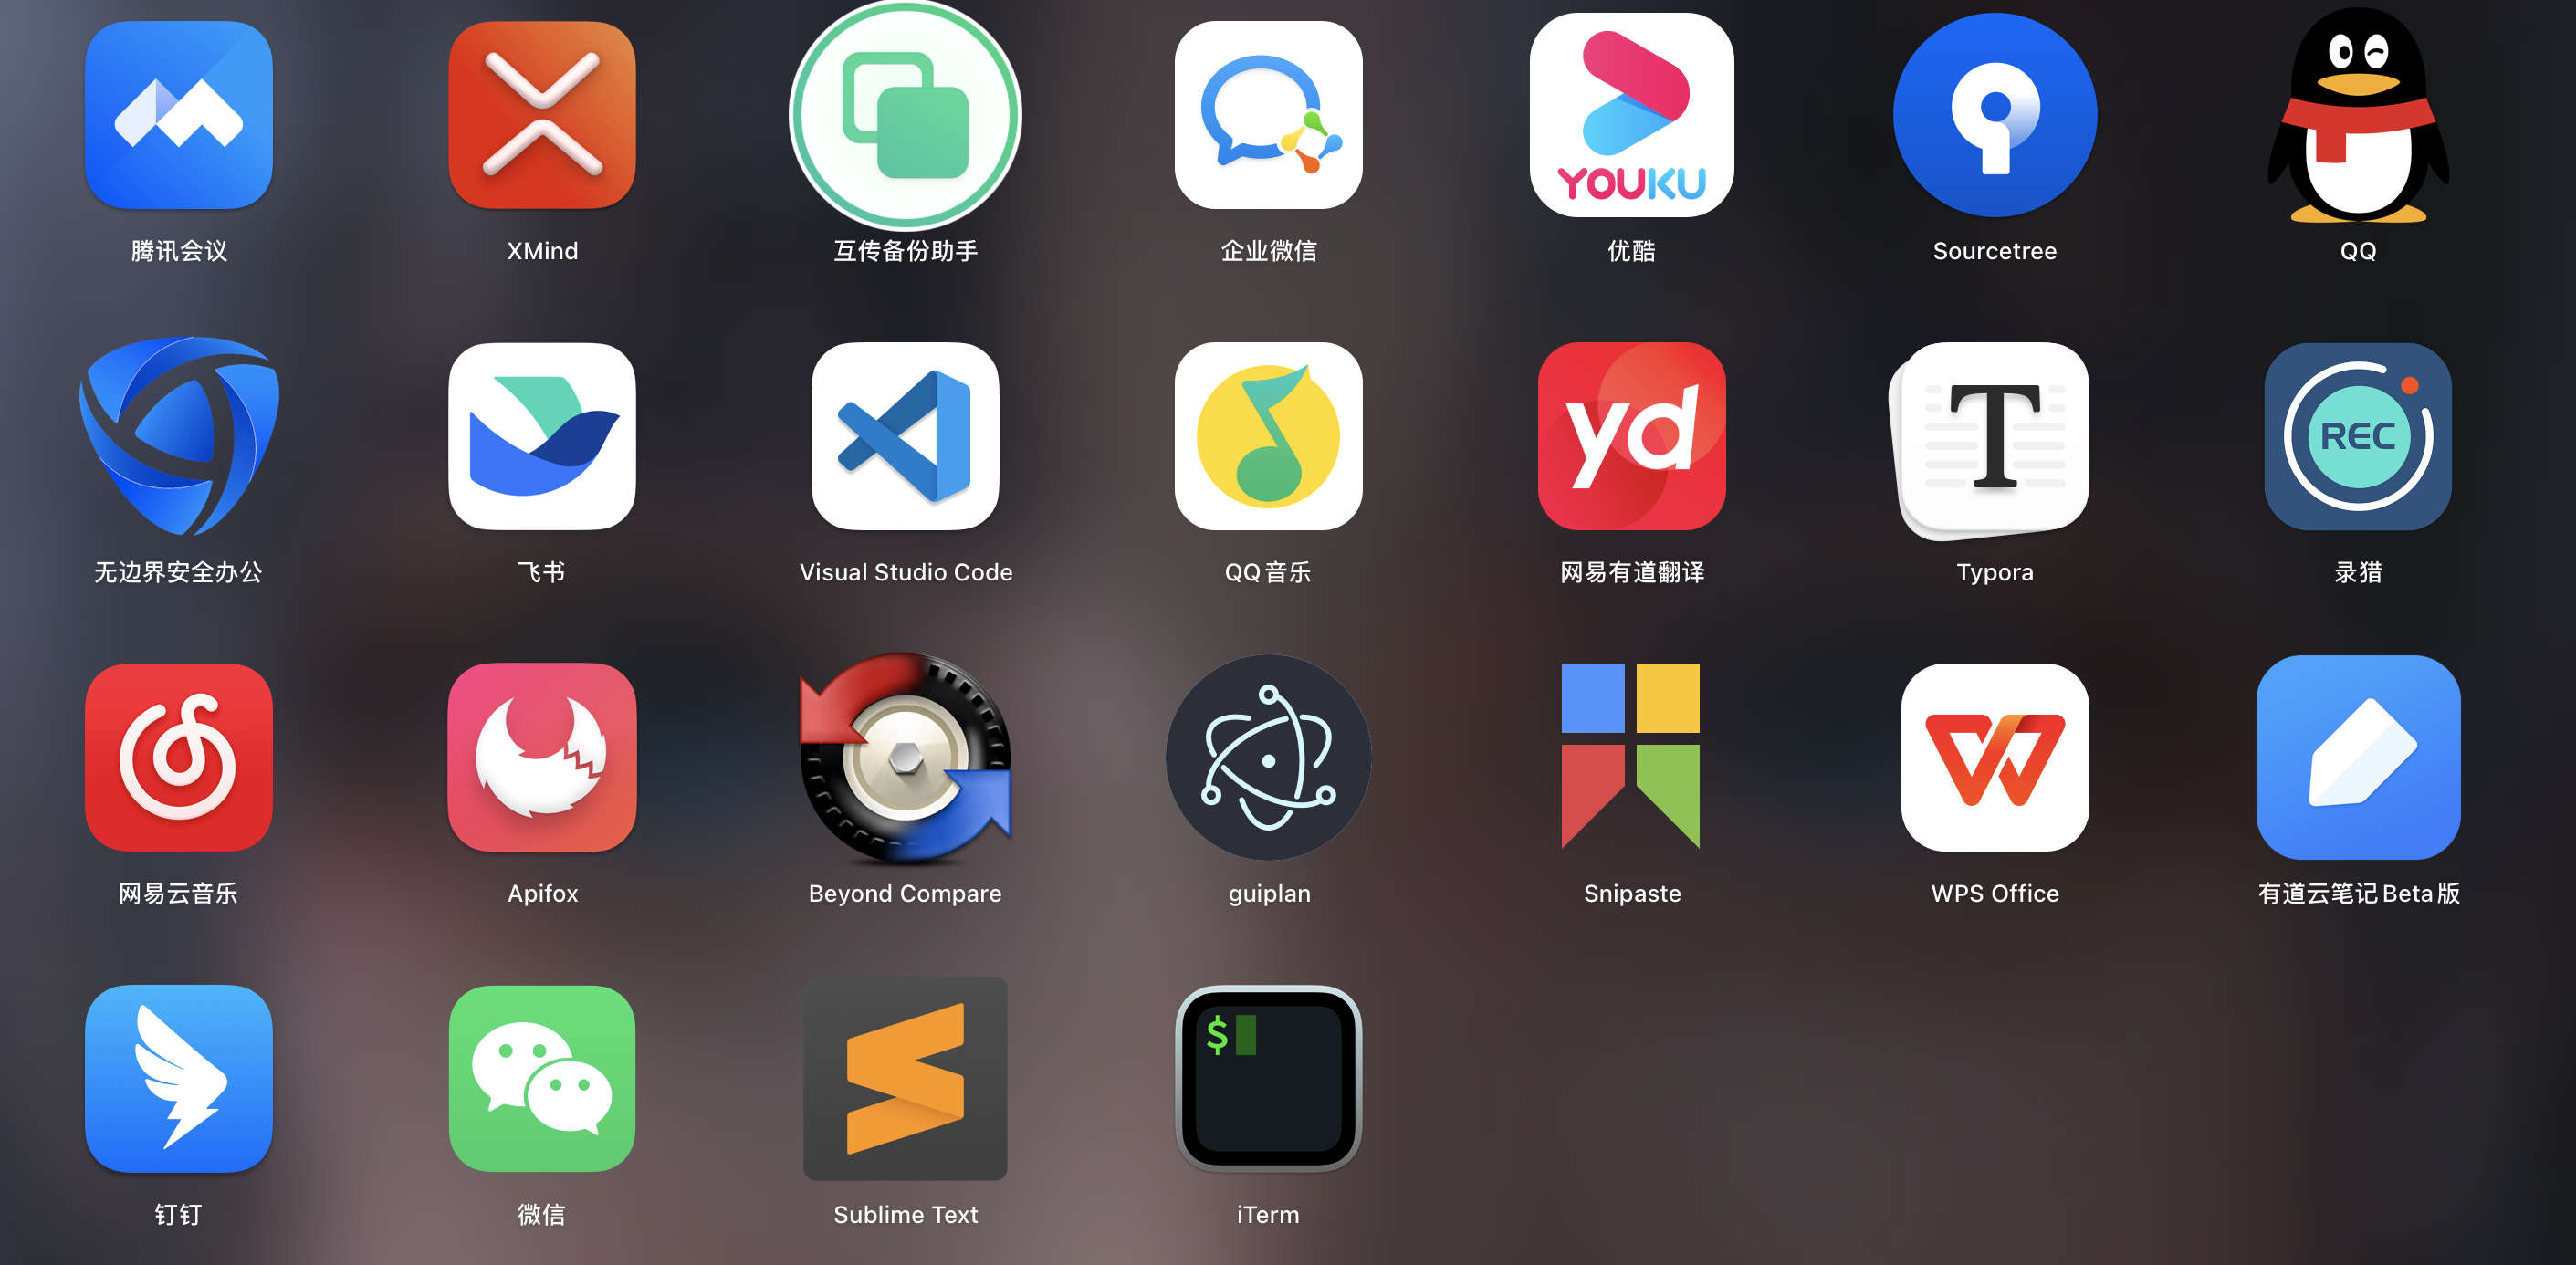 YOUKU
腾讯会议
XMind
互传备份助手
企业微信
优酷
Sourcetree
QQ
yd
T
REC
无边界安全办公
飞书
Visual Studio Code
QQ音乐
网易有道翻译
Typora
录猎
网易云音乐
Apifox
Beyond Compare
guiplan
Snipaste
WPS Office
有道云笔记Beta版
$
钉钉
微信
Sublime Text
iTerm